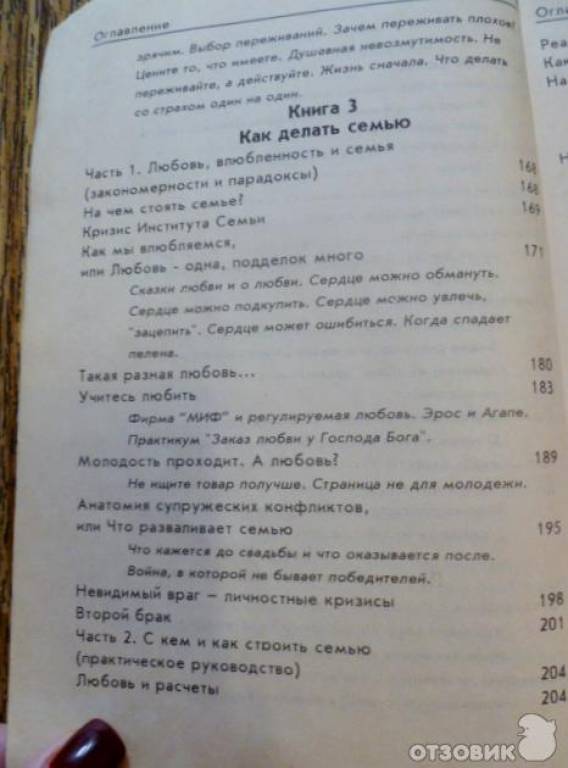 Оглавление
зрячим. Выбор переживаний. Зачем переживать плохое?
Цените то, что имеете. Душевная невозмутимость. Не
переживайте, а действуйте. Жизнь сначала. Что делать
со страхом один на один.
Книга 3
Как делать семью
Часть 1. Любовь, влюбленность и семья
(закономерности и парадоксы) 168
На чем стоять семье? 168
Кризис Института Семьи 169
Как мы влюбляемся,
или Любовь - одна, подделок много 171
Сказки любви и о любви. Сердце можно обмануть.
Сердце можно подкупить. Сердце можно увлечь,
"зацепить". Сердце может ошибиться. Когда спадает
пелена.
Такая разная любовь... 180
Учитесь любить 183
Фирма "МИФ" и регулируемая любовь. Эрос и Агапе.
Практикум "Заказ любви у Господа Бога".
Молодость проходит. А любовь? 189
Не ищите товар получше. Страница не для молодежи.
Анатомия супружеских конфликтов,
или Что разваливает семью 195
Что кажется до свадьбы и что оказывается после.
Война, в которой не бывает победителей.
Невидимый враг – личностные кризисы 198
Второй брак 201
Часть 2. С кем и как строить семью
(практическое руководство) 204
Любовь и расчеты 204
Огла
Реа
Как
На
Н
ОТЗОВИК